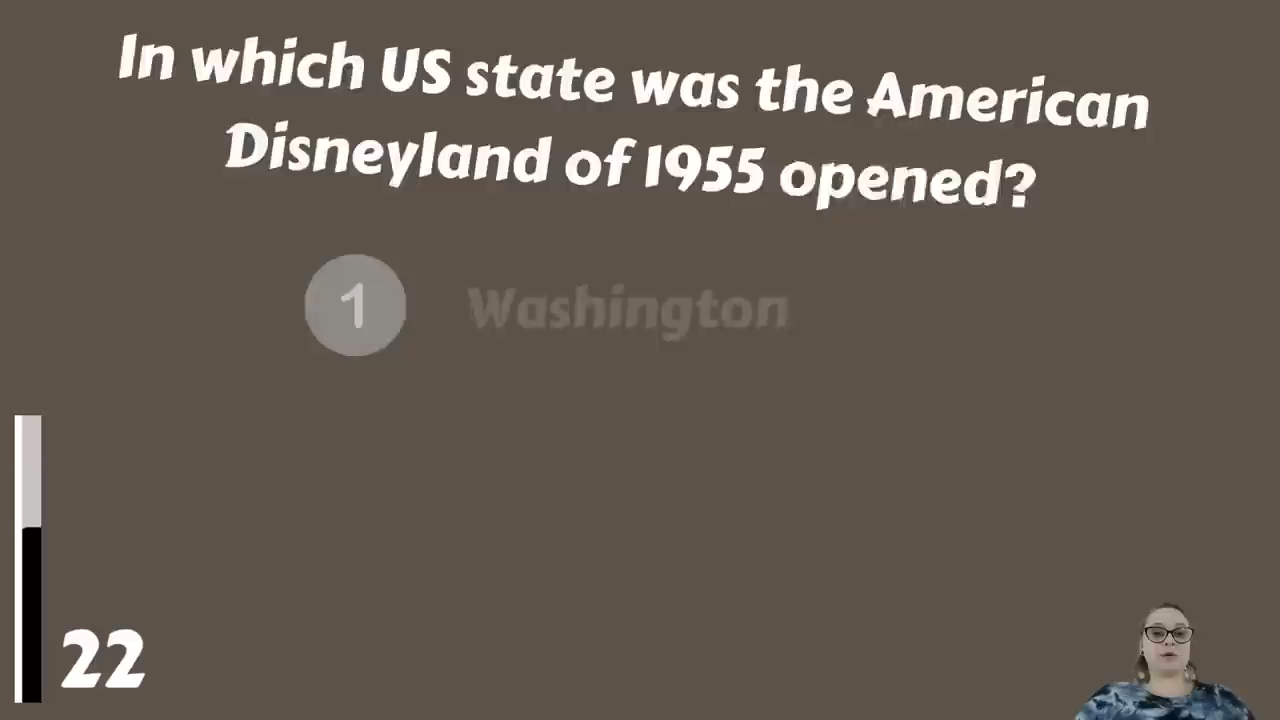 In which US state was the American
Disneyland of 1955 opened?
1 Washington
22